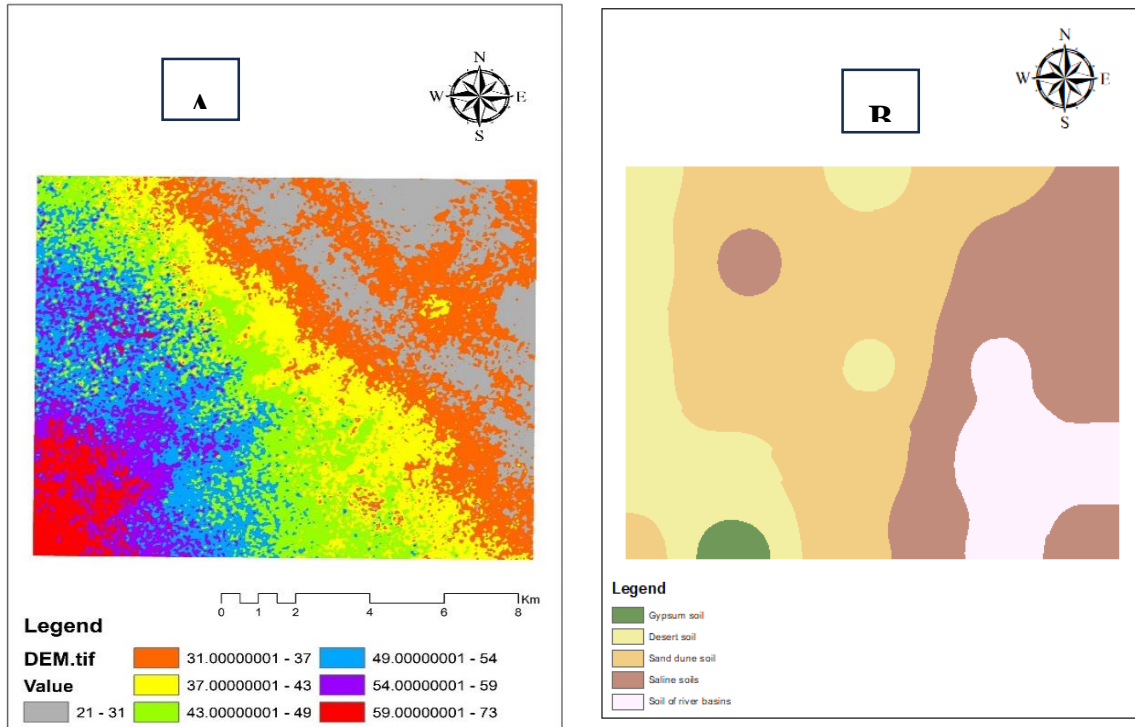 A
N
W E
S
0 1 2 4 6 8 Km
Legend
DEM.tif
Value
21 - 31
31.00000001 - 37
37.00000001 - 43
43.00000001 - 49
49.00000001 - 54
54.00000001 - 59
59.00000001 - 73
B
N
W E
S
Legend
Gypsum soil
Desert soil
Sand dune soil
Saline soils
Soil of river basins